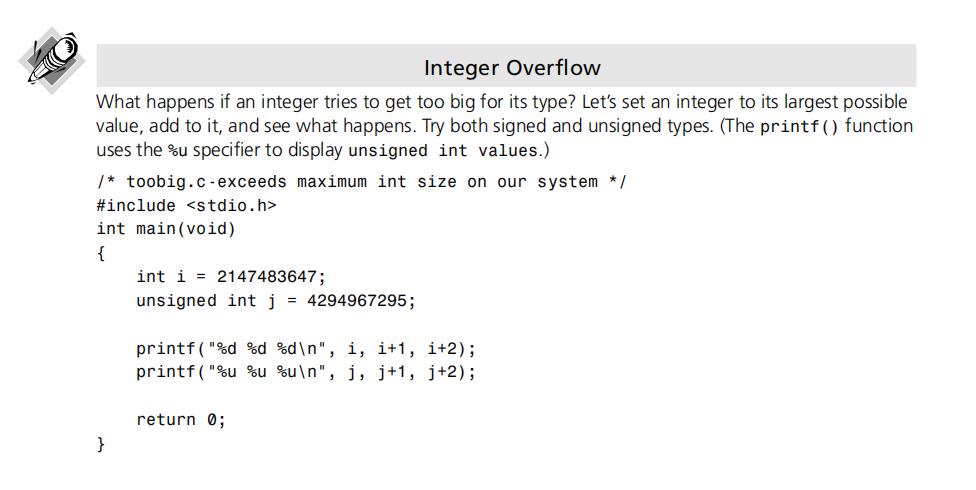 Integer Overflow
What happens if an integer tries to get too big for its type? Let’s set an integer to its largest possible
value, add to it, and see what happens. Try both signed and unsigned types. (The printf() function
uses the %u specifier to display unsigned int values.)
/* toobig.c-exceeds maximum int size on our system */
#include <stdio.h>
int main(void)
{
    int i = 2147483647;
    unsigned int j = 4294967295;

    printf("%d %d %d\n", i, i+1, i+2);
    printf("%u %u %u\n", j, j+1, j+2);

    return 0;
}